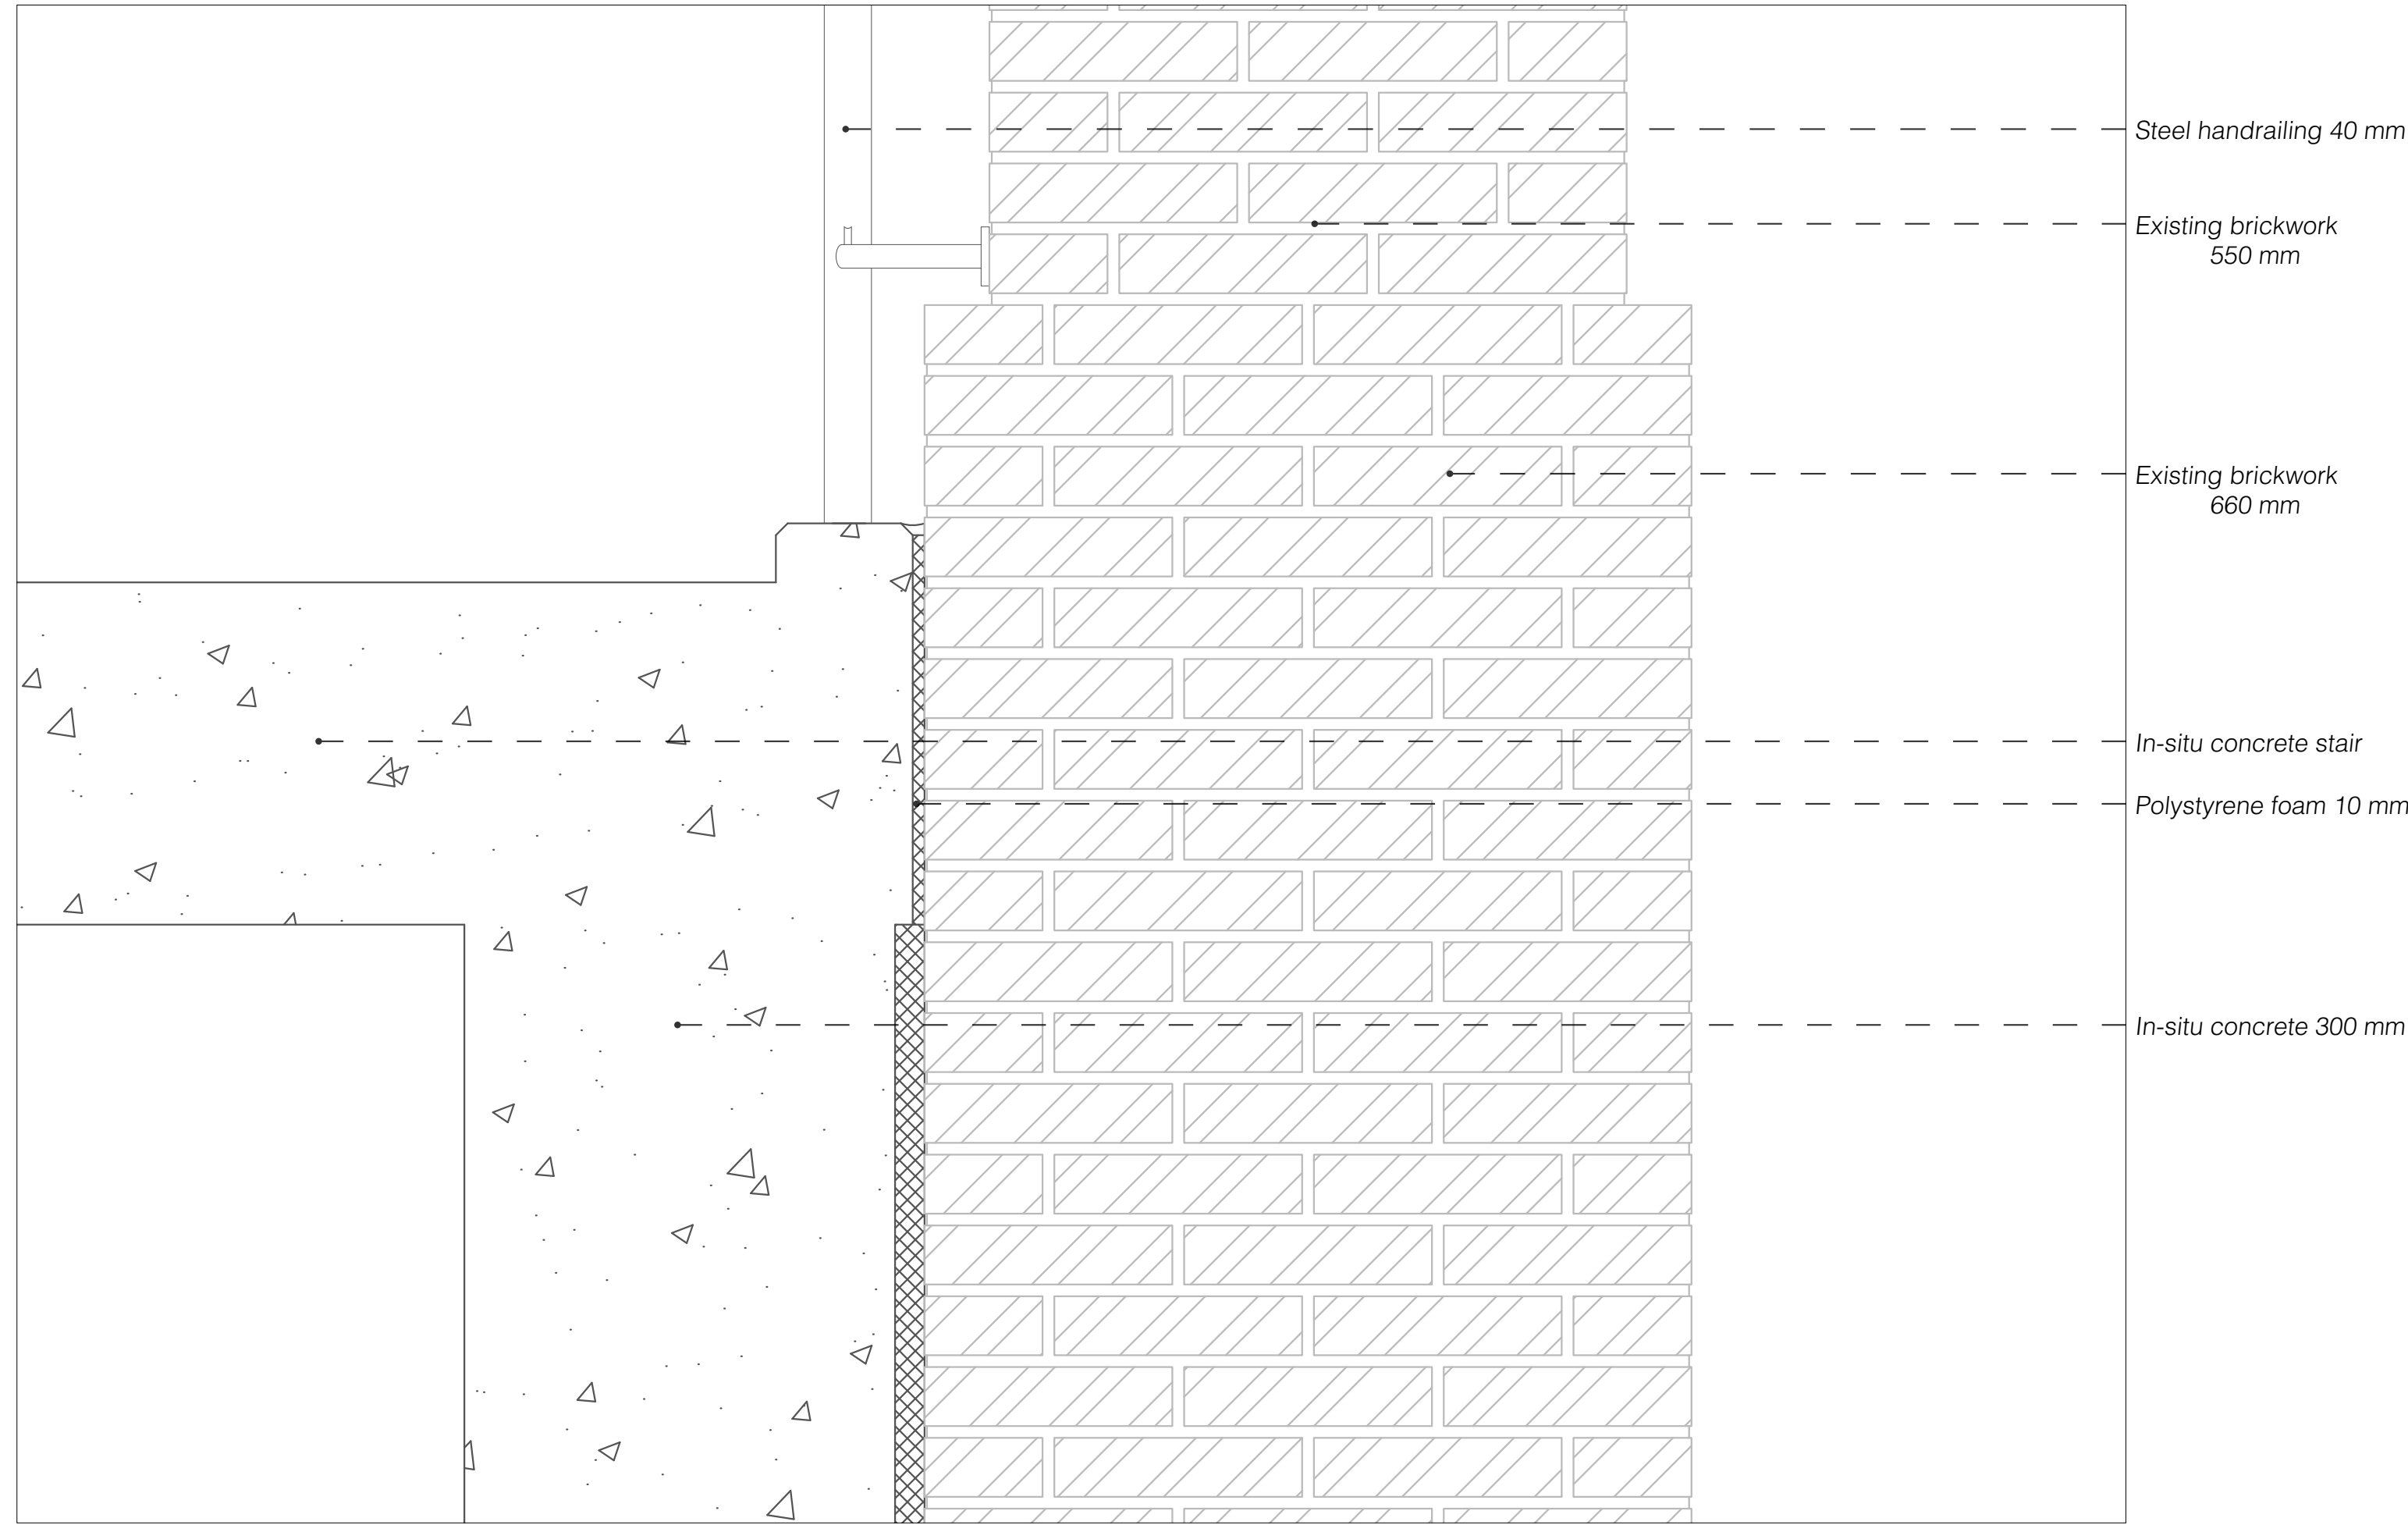 Steel handrailing 40 mm
Existing brickwork
550 mm
Existing brickwork
660 mm
In-situ concrete stair
Polystyrene foam 10 mm
In-situ concrete 300 mm